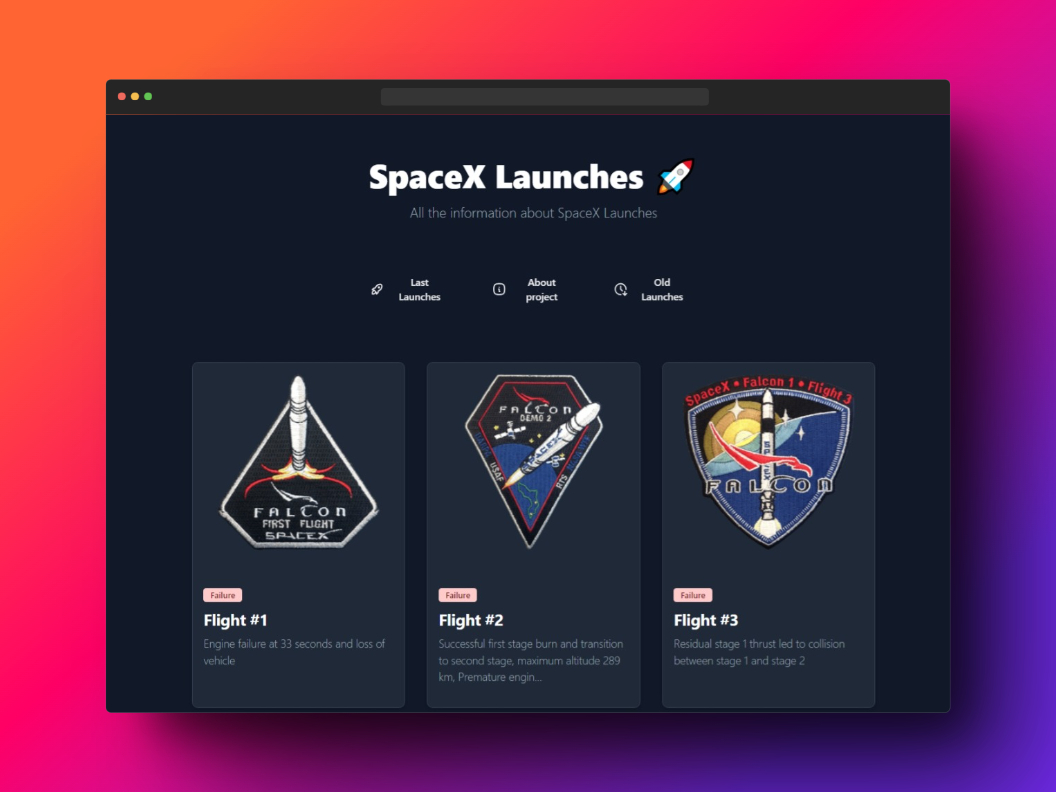 SpaceX Launches 🚀
All the information about SpaceX Launches
Last
Launches
About
project
Old
Launches
FALCON
FIRST FLIGHT
SPACEX
Failure
Flight #1
Engine failure at 33 seconds and loss of
vehicle
FALCON
DEMO 2
USAF
Failure
Flight #2
Successful first stage burn and transition
to second stage, maximum altitude 289
km, Premature engin...
SpaceX • Falcon 1 • Flight 3
SPACEX
FALCON
Failure
Flight #3
Residual stage 1 thrust led to collision
between stage 1 and stage 2